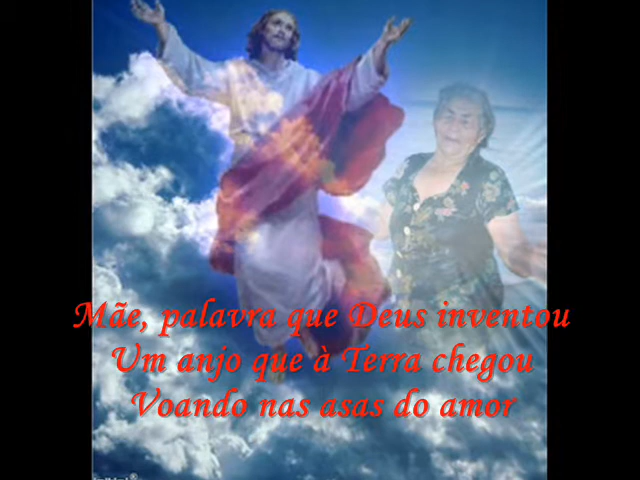 Mãe, palavra que Deus inventou
Um anjo que à Terra chegou
Voando nas asas do amor